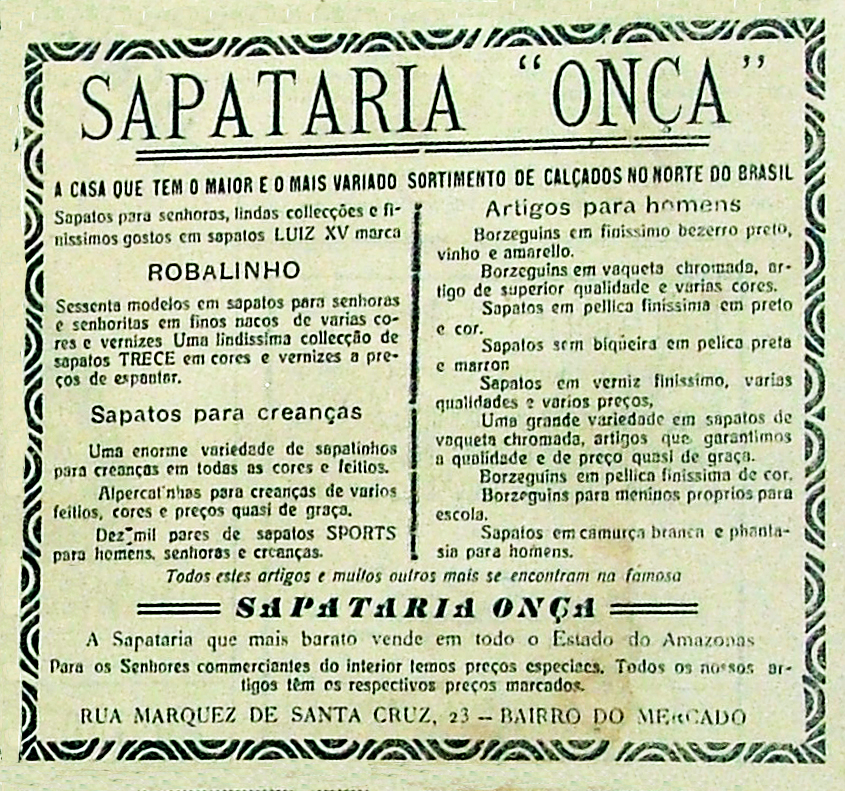 SAPATARIA "ONÇA"
A CASA QUE TEM O MAIOR E O MAIS VARIADO SORTIMENTO DE CALÇADOS NO NORTE DO BRASIL
Sapatos para senhoras, lindas collecções e fi-
nissimos gostos em sapatos LUIZ XV marca
ROBALINHO
Sessenta modelos em sapatos para senhoras
e senhoritas em finos nacos de varias co-
res e vernizes Uma lindissima collecção de
sapatos TRECE em cores e vernizes a pre-
ços de espantar.
Sapatos para creanças
Uma enorme variedade de sapatinhos
para creanças em todas as cores e feitios.
Alpercat'nhas para creanças de varios
feitios, cores e preços quasi de graça.
Dez mil pares de sapatos SPORTS
para homens, senhoras e creanças.
Artigos para homens
Borzeguins em finissimo bezerro preto,
vinho e amarello.
Borzeguins em vaqueta chromada, ar-
tigo de superior qualidade e varias cores.
Sapatos em pellica finissima em preto
e cor.
Sapatos sem biqueira em pelica preta
e marron
Sapatos em verniz finissimo, varias
qualidades e varios preços,
Uma grande variedade em sapatos de
vaqueta chromada, artigos que garantimos
a qualidade e de preço quasi de graça.
Borzeguins em pellica finissima de cor.
Borzeguins para meninos proprios para
escola.
Sapatos em camurça branca e phanta-
sia para homens.
Todos estes artigos e muitos outros mais se encontram na famosa
SAPATARIA ONÇA
A Sapataria que mais barato vende em todo o Estado do Amazonas
Para os Senhores commerciantes do interior temos preços especiaes. Todos os nossos ar-
tigos têm os respectivos preços marcados.
RUA MARQUEZ DE SANTA CRUZ, 23 — BAIRRO DO MERCADO